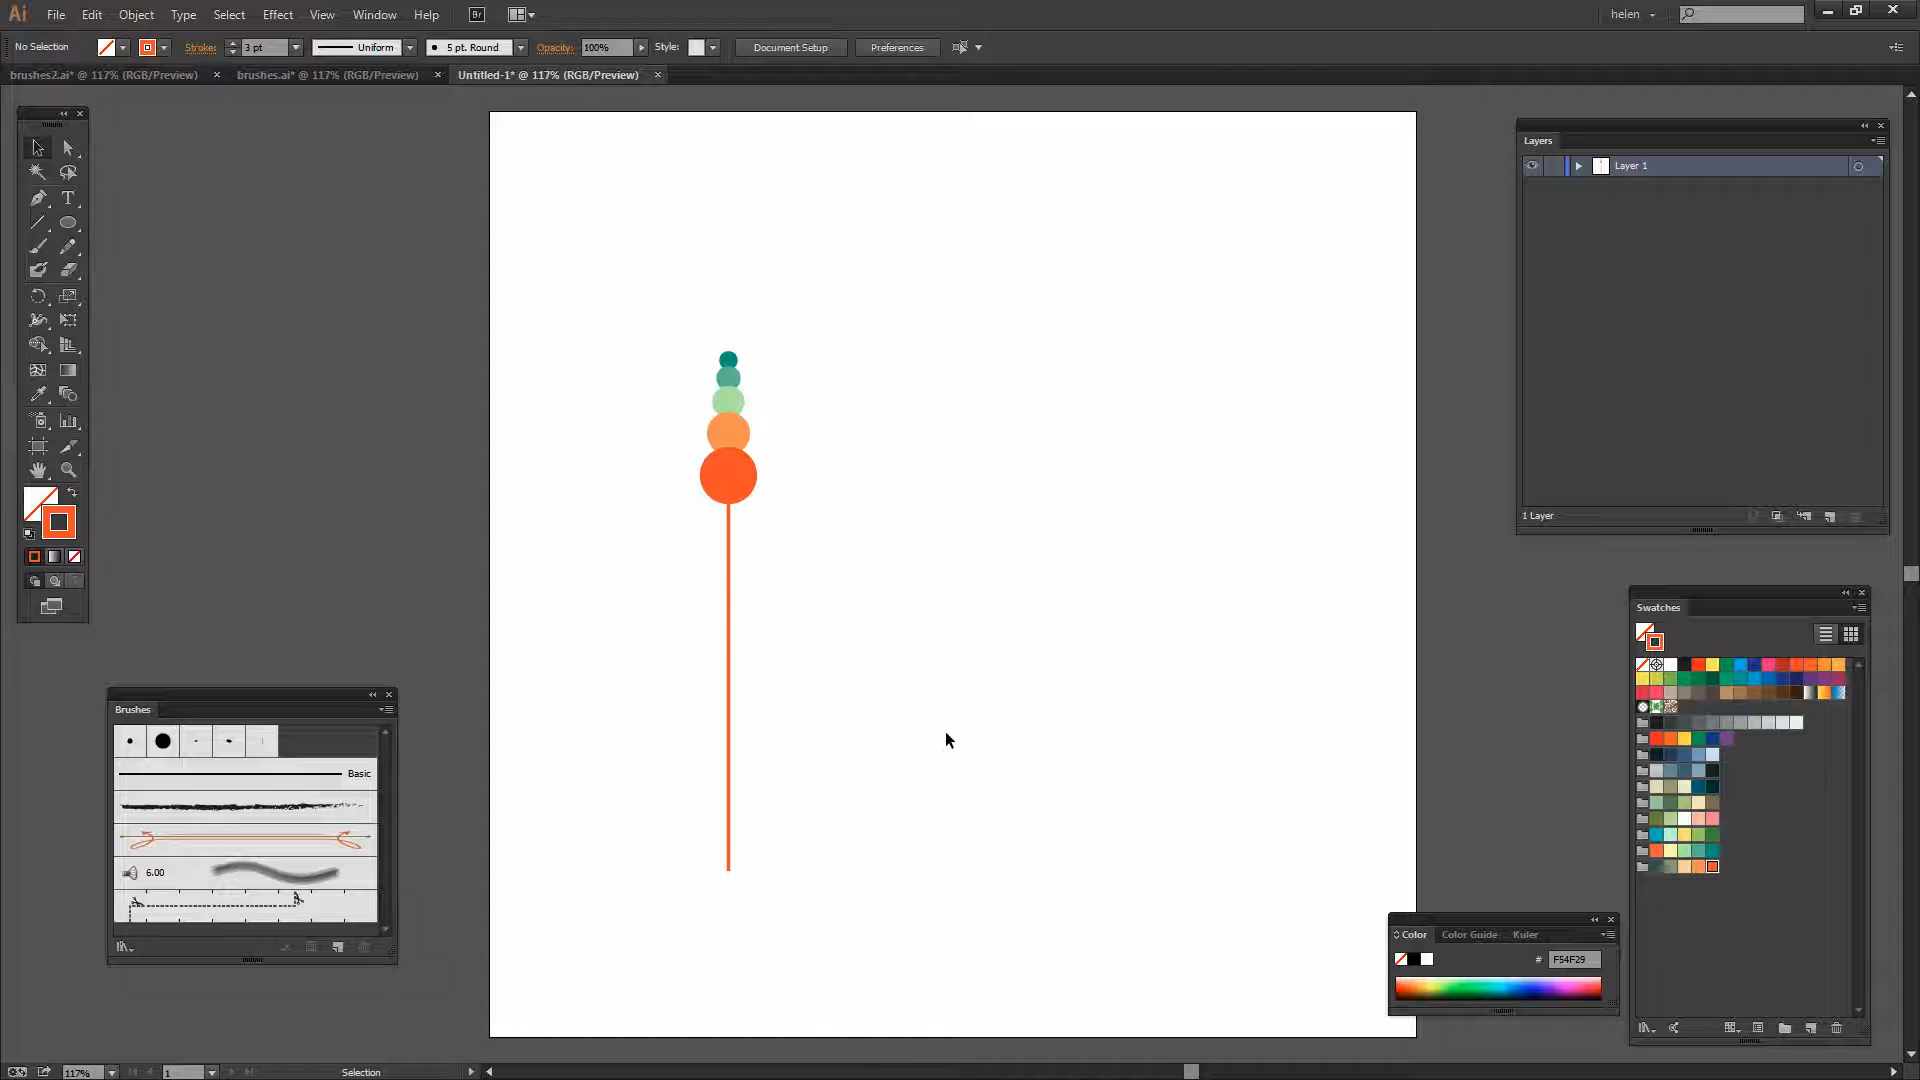 Ai File Edit Object Type Select Effect View Window Help Br helen
No Selection Stroke: 3 pt Uniform 5 pt. Round Opacity: 100% Style: Document Setup Preferences
brushes2.ai* @ 117% (RGB/Preview) brushes.ai* @ 117% (RGB/Preview) Untitled-1* @ 117% (RGB/Preview)
Layers
Layer 1
1 Layer
Swatches
Brushes
Basic
6.00
Color Color Guide Kuler
# F54F29
117% 1 Selection